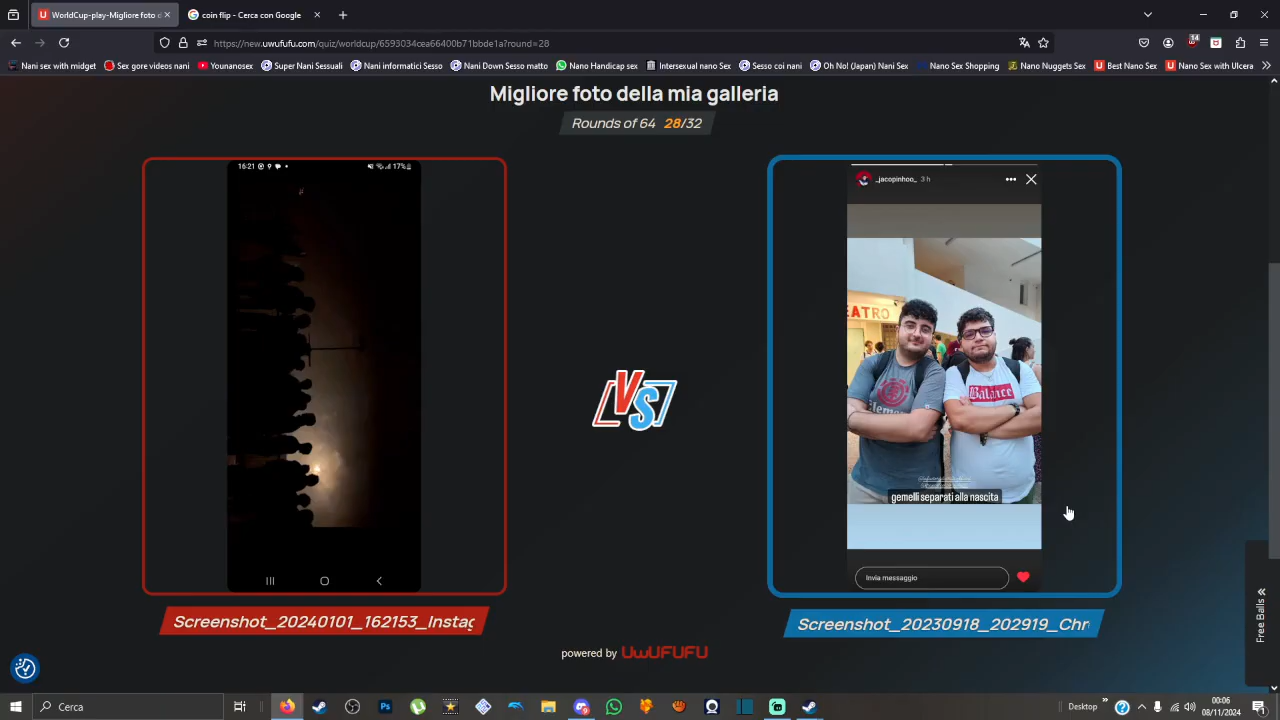 WorldCup-play-Migliore foto d
coin flip - Cerca con Google
https://new.uwufufu.com/quiz/worldcup/6593034cea66400b71bbde1a?round=28
14
Nani sex with midget
Sex gore videos nani
Younanosex
Super Nani Sessuali
Nani informatici Sesso
Nani Down Sesso matto
Nano Handicap sex
Intersexual nano Sex
Sesso coi nani
Oh No! (Japan) Nani Sex
Nano Sex Shopping
Nano Nuggets Sex
Best Nano Sex
Nano Sex with Ulcera
Migliore foto della mia galleria
Rounds of 64 28/32
16:21
17%
_jacopinhoo_ 3 h
EATRO
Element
Balance
gemelli separati alla nascita
Invia messaggio
VS
Screenshot_20240101_162153_Instag
Screenshot_20230918_202919_Chr
powered by UwUFUFU
Free Balls
Cerca
Desktop
00:06
08/11/2024